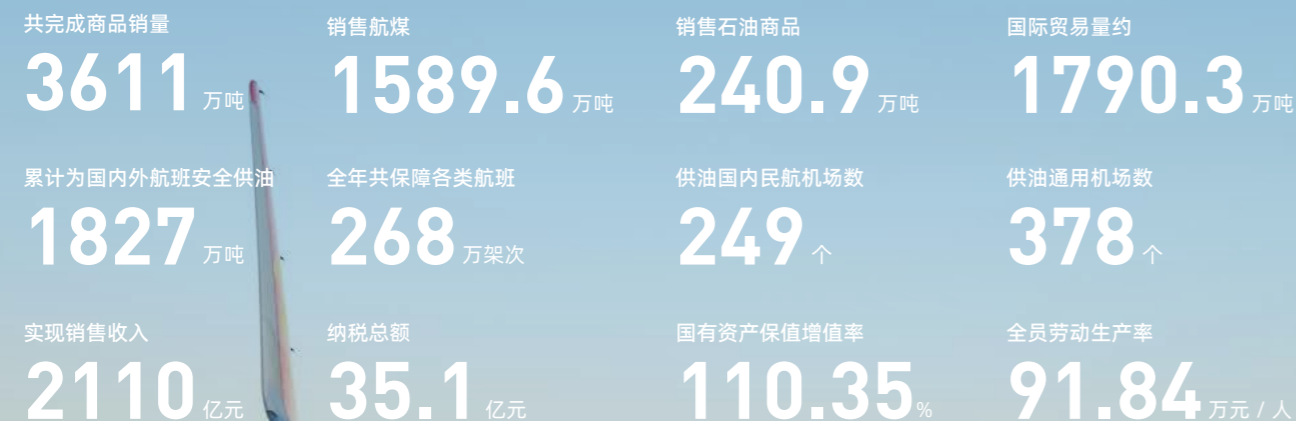 共完成商品销量
3611 万吨
销售航煤
1589.6 万吨
销售石油商品
240.9 万吨
国际贸易量约
1790.3 万吨
累计为国内外航班安全供油
1827 万吨
全年共保障各类航班
268 万架次
供油国内民航机场数
249 个
供油通用机场数
378 个
实现销售收入
2110 亿元
纳税总额
35.1 亿元
国有资产保值增值率
110.35%
全员劳动生产率
91.84 万元 / 人